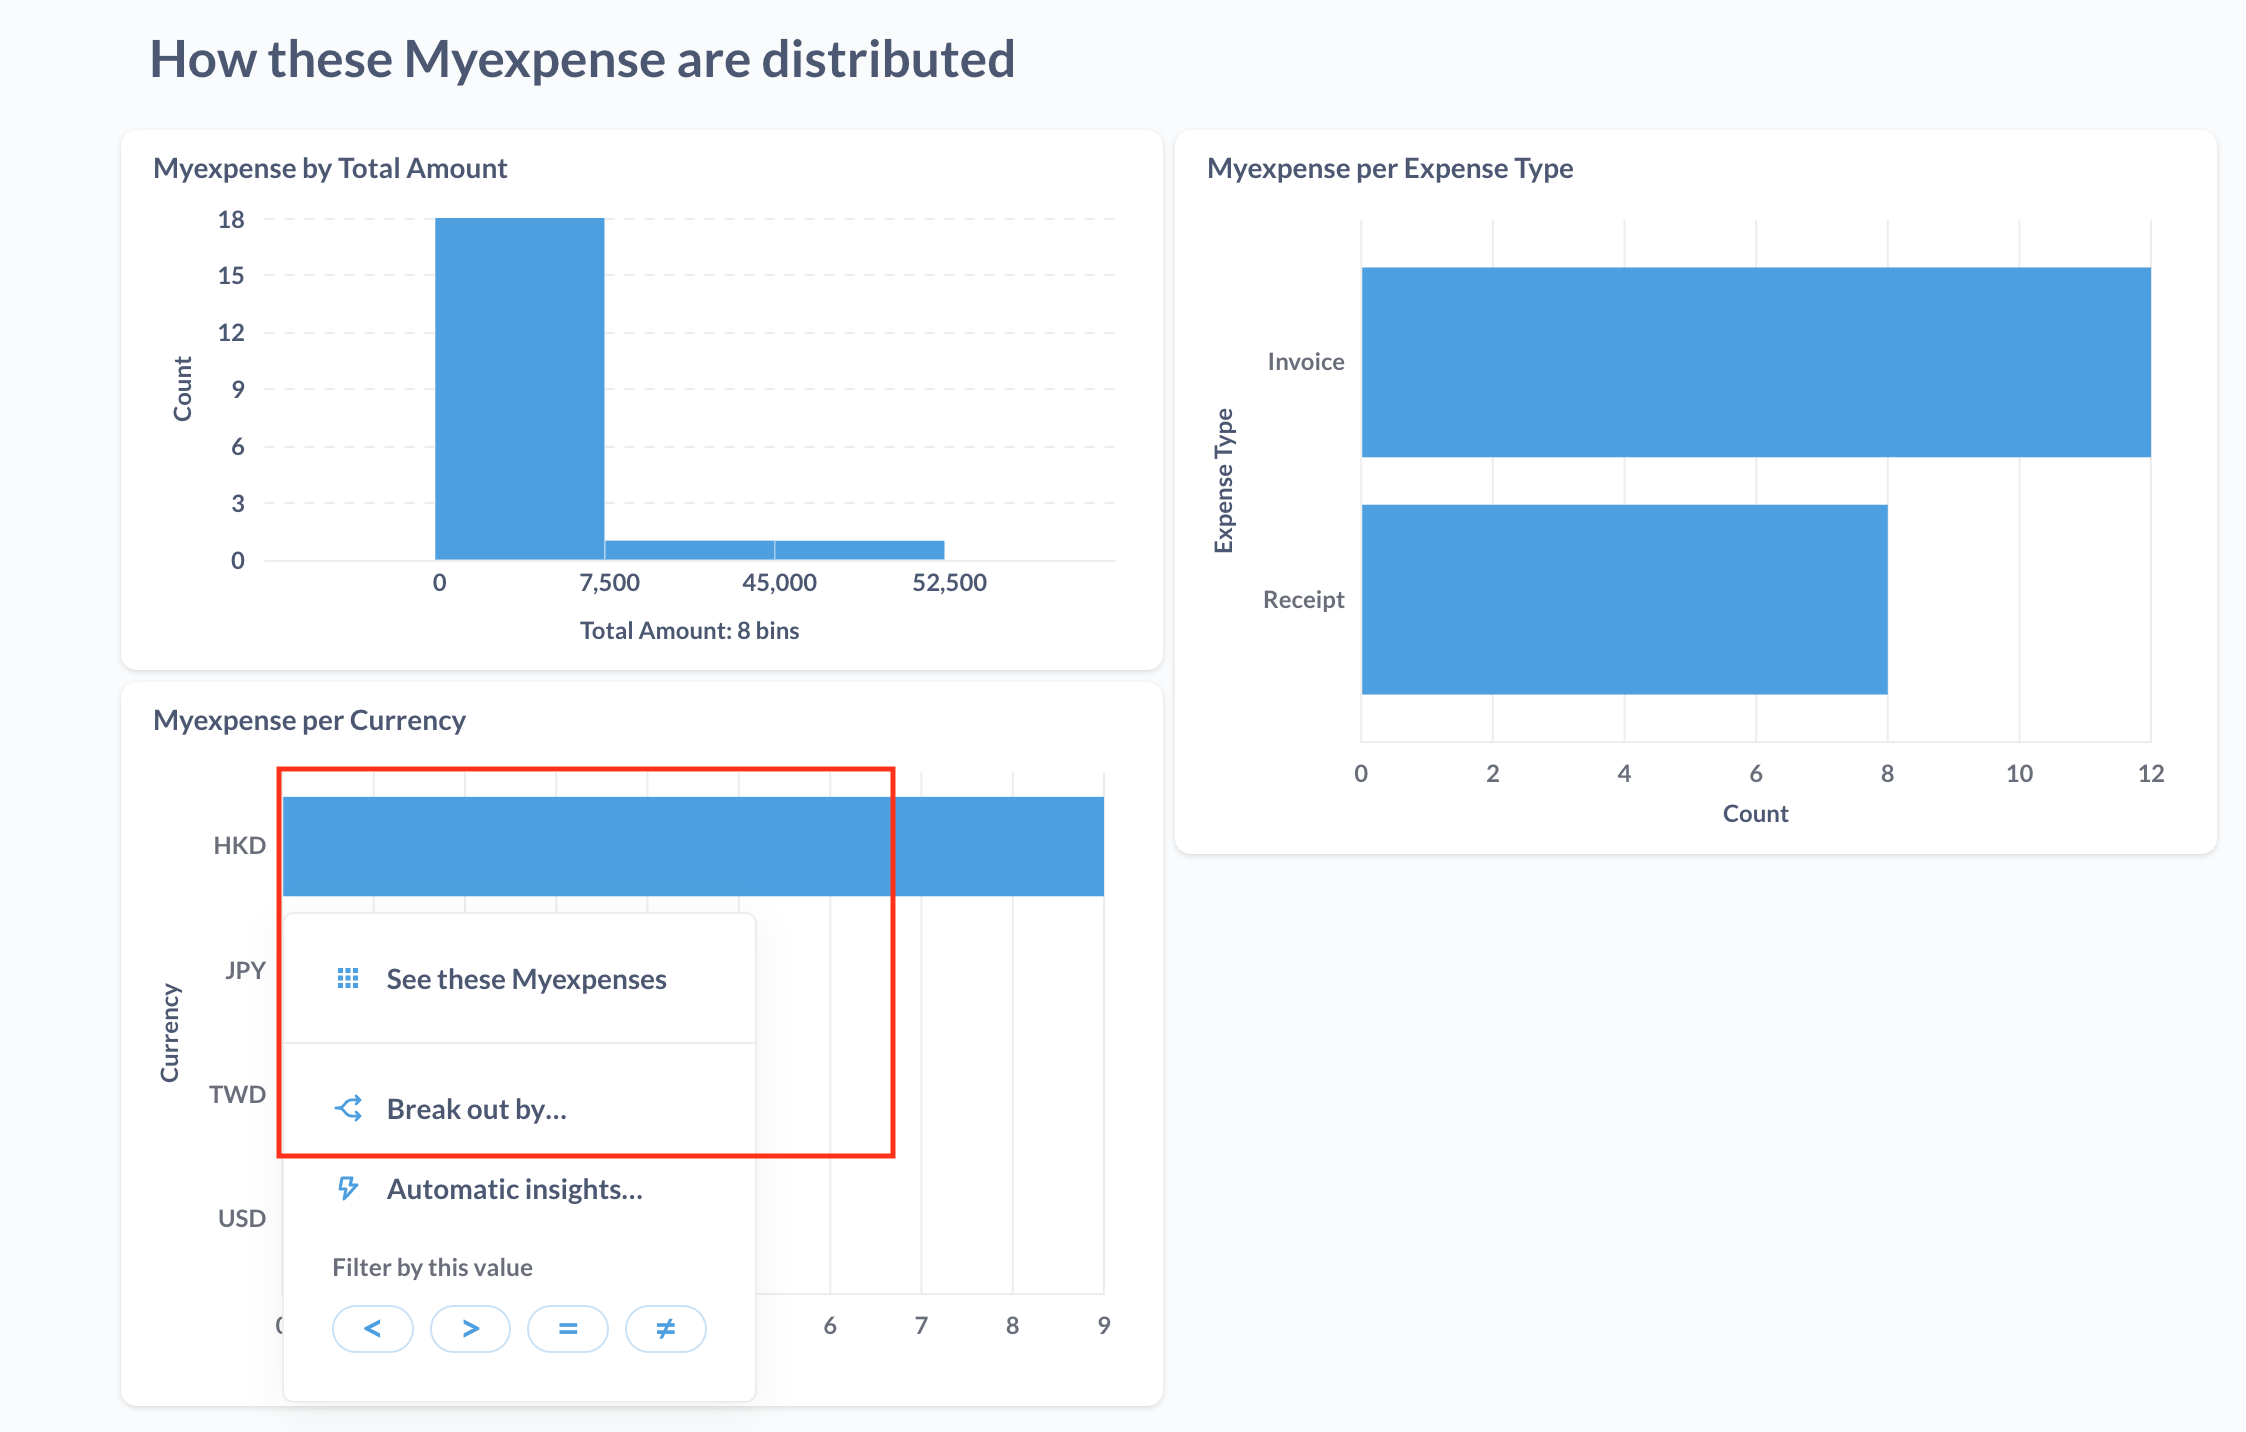 How these Myexpense are distributed
Myexpense by Total Amount
18
15
12
9
6
3
0
Count
0 7,500 45,000 52,500
Total Amount: 8 bins
Myexpense per Expense Type
Expense Type
Invoice
Receipt
0 2 4 6 8 10 12
Count
Myexpense per Currency
Currency
HKD
JPY
TWD
USD
See these Myexpenses
Break out by...
Automatic insights...
Filter by this value
< > = ≠
6 7 8 9